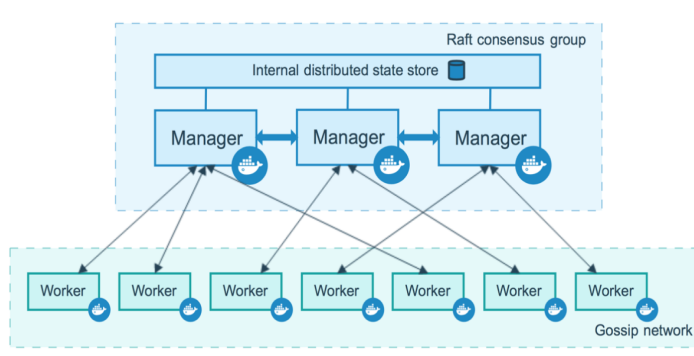 Raft consensus group
Internal distributed state store
Manager Manager Manager
Worker Worker Worker Worker Worker Worker Worker
Gossip network